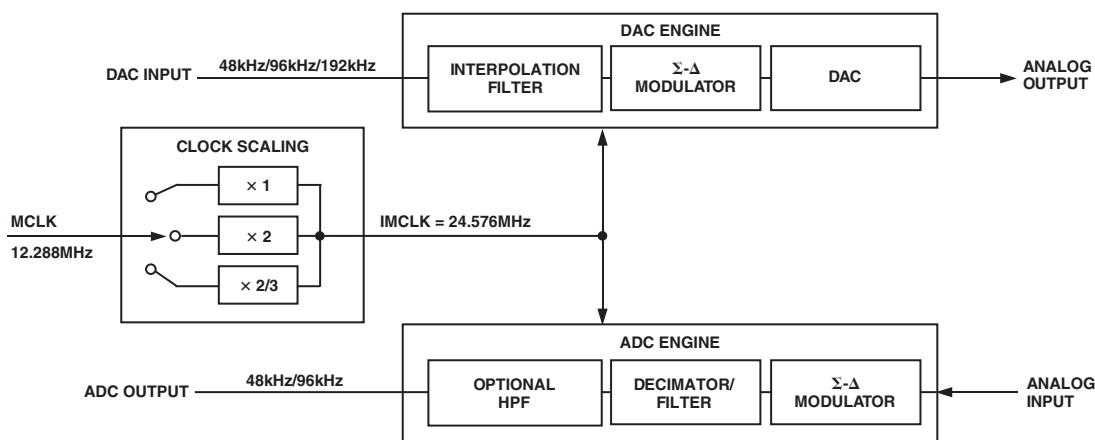 DAC ENGINE
DAC INPUT
48kHz/96kHz/192kHz
INTERPOLATION
FILTER
Σ-Δ
MODULATOR
DAC
ANALOG
OUTPUT
CLOCK SCALING
× 1
MCLK
12.288MHz
× 2
IMCLK = 24.576MHz
× 2/3
ADC ENGINE
ADC OUTPUT
48kHz/96kHz
OPTIONAL
HPF
DECIMATOR/
FILTER
Σ-Δ
MODULATOR
ANALOG
INPUT